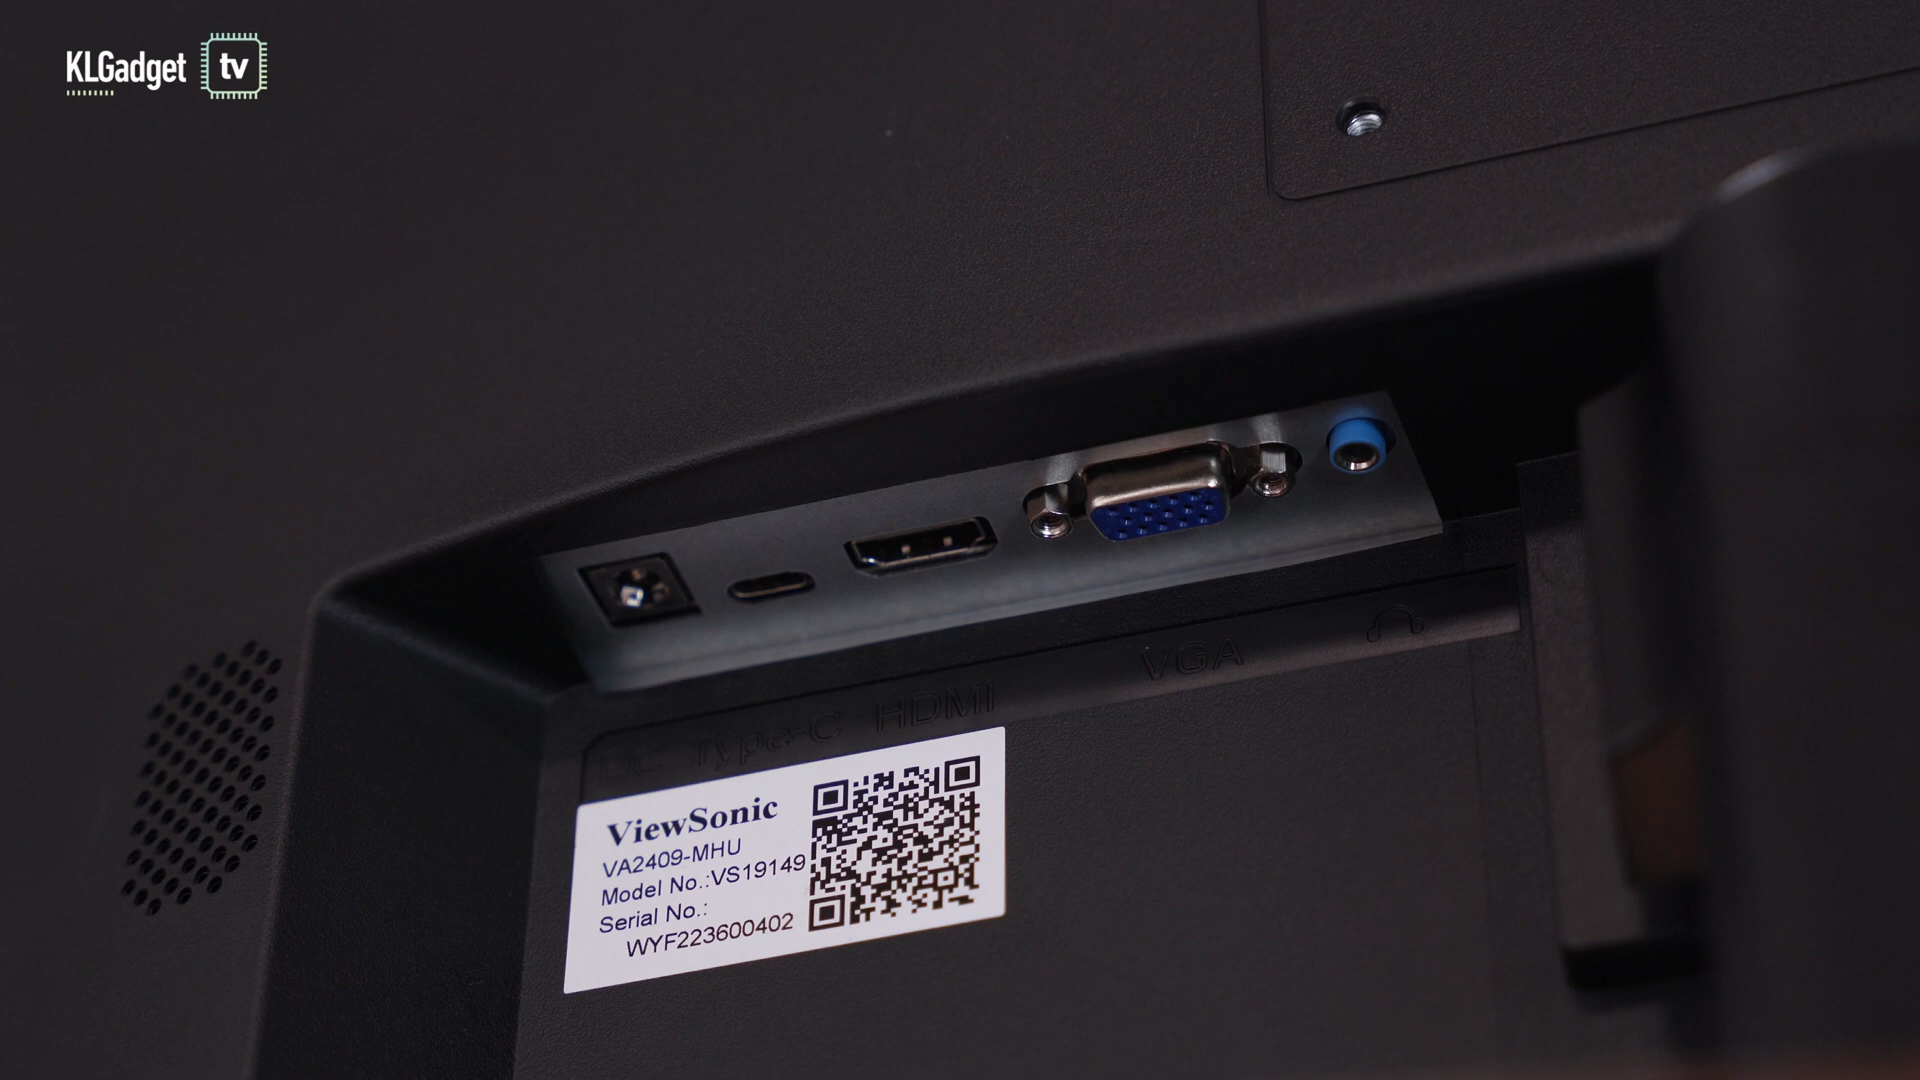 KLGadget tv
DC Type-C HDMI VGA
ViewSonic
VA2409-MHU
Model No.:VS19149
Serial No.:
WYF223600402